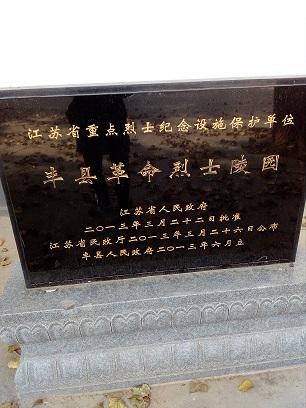 江苏省重点烈士纪念设施保护单位
丰县革命烈士陵园
江苏省人民政府
二〇一三年三月二十二日批准
江苏省民政厅二〇一三年三月二十六日公布
丰县人民政府二〇一三年六月立